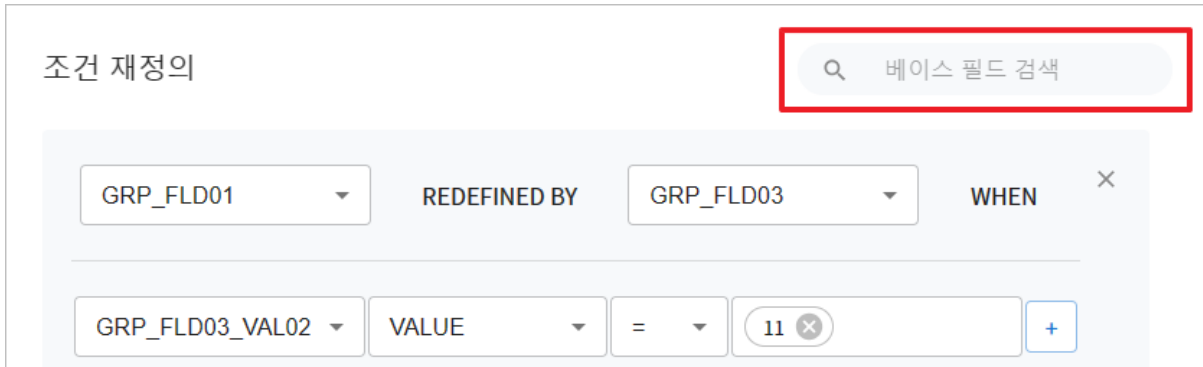 조건 재정의
베이스 필드 검색
GRP_FLD01 REDEFINED BY GRP_FLD03 WHEN
GRP_FLD03_VAL02 VALUE = 11 +